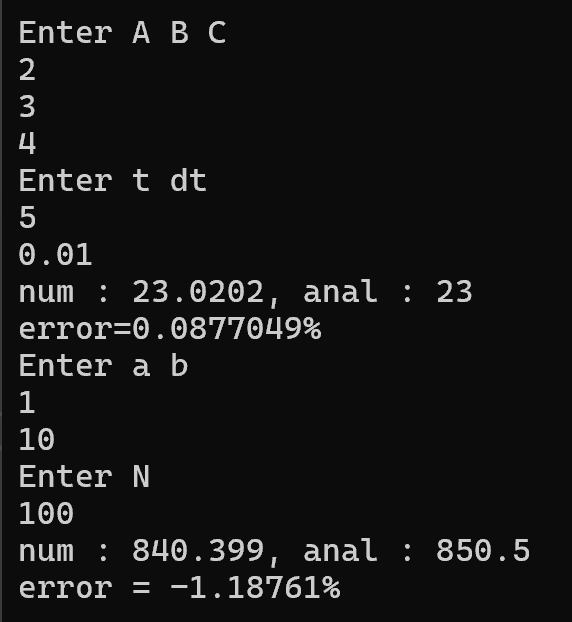 Enter A B C
2
3
4
Enter t dt
5
0.01
num : 23.0202, anal : 23
error=0.0877049%
Enter a b
1
10
Enter N
100
num : 840.399, anal : 850.5
error = -1.18761%